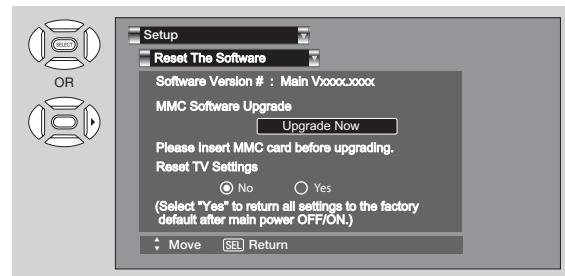 SELECT
OR
Setup
Reset The Software
Software Version # : Main Vxxxx.xxxx
MMC Software Upgrade
Upgrade Now
Please Insert MMC card before upgrading.
Reset TV Settings
No Yes
(Select "Yes" to return all settings to the factory
default after main power OFF/ON.)
Move SEL Return